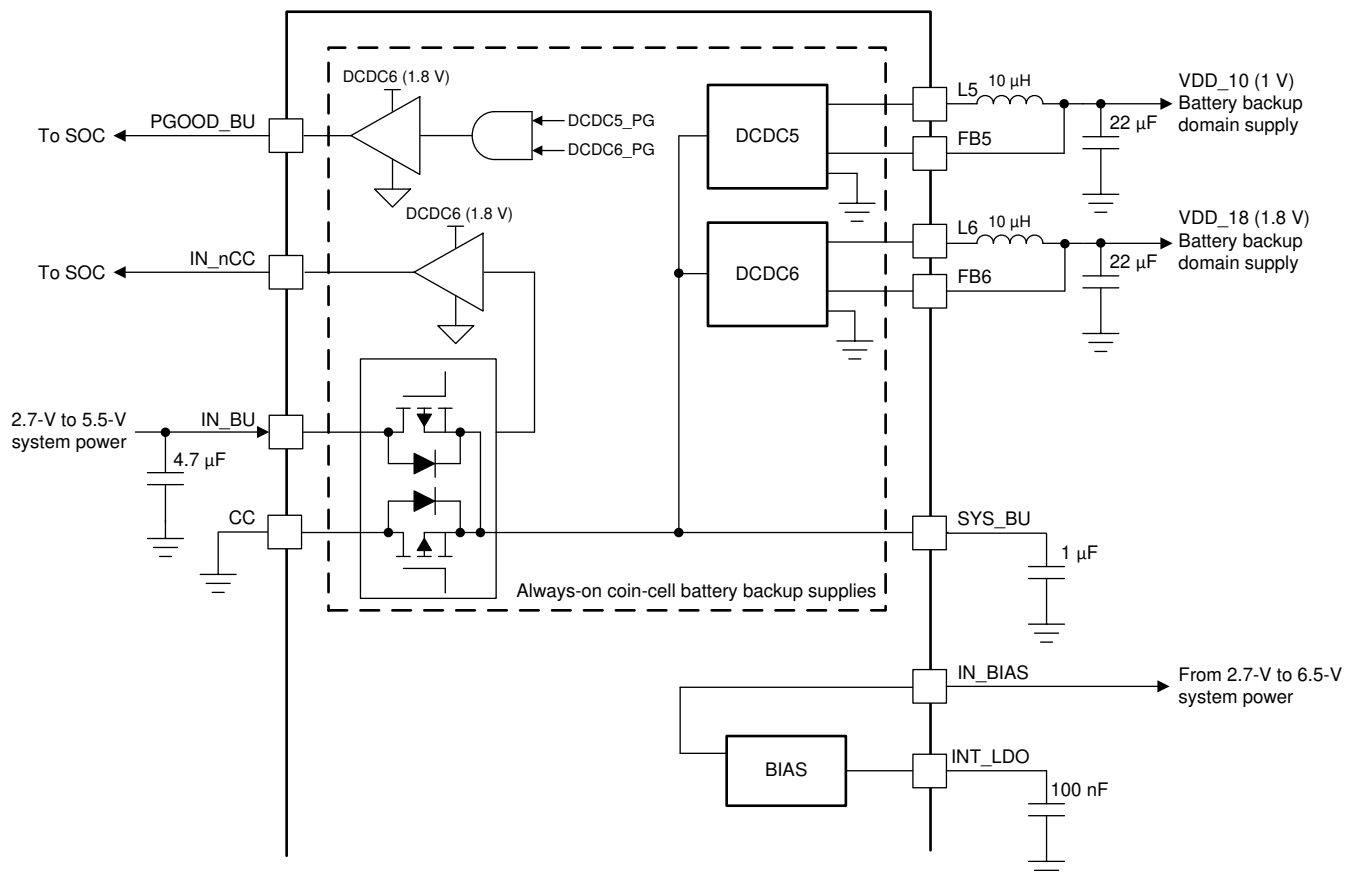 DCDC6 (1.8 V)
To SOC
PGOOD_BU
DCDC5_PG
DCDC6_PG
DCDC5
L5
10 µH
VDD_10 (1 V)
Battery backup
domain supply
22 µF
FB5
DCDC6 (1.8 V)
To SOC
IN_nCC
DCDC6
L6
10 µH
VDD_18 (1.8 V)
Battery backup
domain supply
22 µF
FB6
2.7-V to 5.5-V
system power
IN_BU
4.7 µF
CC
SYS_BU
1 µF
Always-on coin-cell battery backup supplies
IN_BIAS
From 2.7-V to 6.5-V
system power
BIAS
INT_LDO
100 nF